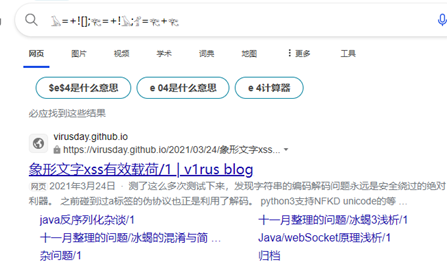 =+![];=+!;=+
网页 图片 视频 学术 词典 地图 更多 工具
$e$4是什么意思 e 04是什么意思 e 4计算器
必应找到这些结果
virusday.github.io
https://virusday.github.io/2021/03/24/象形文字xss...
象形文字xss有效载荷/1 | v1rus blog
网页 2021年3月24日 · 测了这么多次测试下来，发现字符串的编码解码问题永远是安全绕过的绝对
利器。 之前碰到过a标签的伪协议也正是利用了解码。 python3支持NFKD unicode的等 ...
java反序列化杂谈/1 十一月整理的问题/冰蝎3浅析/1
十一月整理的问题/冰蝎的混淆与简 ... Java/webSocket原理浅析/1
杂问题/1 归档